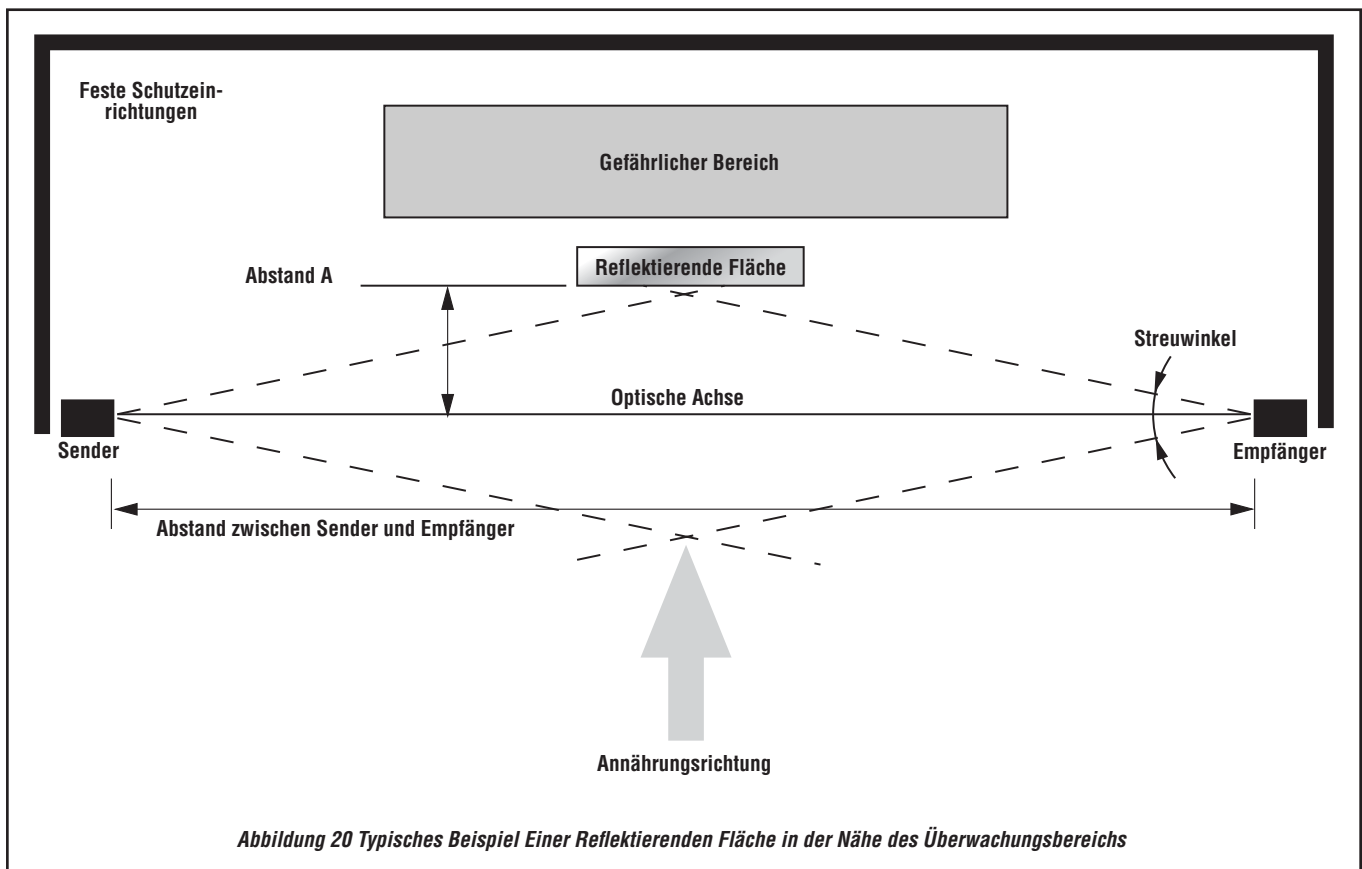 Feste Schutzein-
richtungen
Gefährlicher Bereich
Reflektierende Fläche
Abstand A
Streuwinkel
Optische Achse
Sender
Empfänger
Abstand zwischen Sender und Empfänger
Annährungsrichtung
Abbildung 20 Typisches Beispiel Einer Reflektierenden Fläche in der Nähe des Überwachungsbereichs